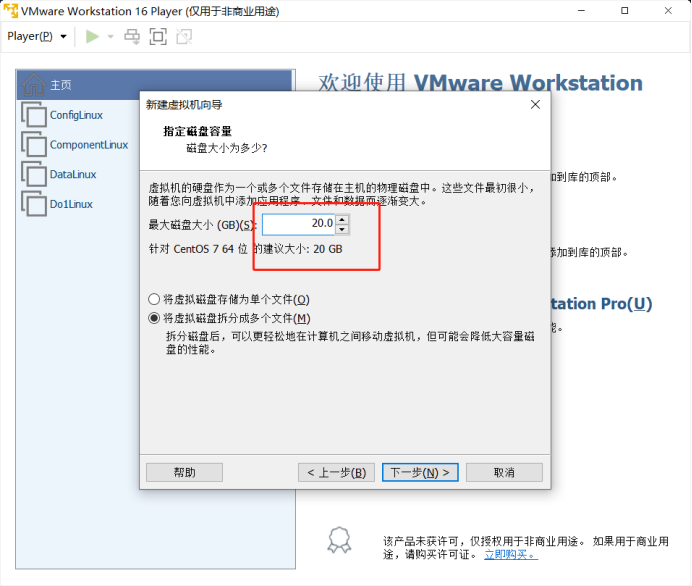 VMware Workstation 16 Player (仅用于非商业用途)
Player(P)
主页
ConfigLinux
ComponentLinux
DataLinux
Do1Linux
欢迎使用 VMware Workstation
加到库的顶部。
添加到库的顶部。
tation Pro(U)
能。
新建虚拟机向导
指定磁盘容量
磁盘大小为多少?
虚拟机的硬盘作为一个或多个文件存储在主机的物理磁盘中。这些文件最初很小，
随着您向虚拟机中添加应用程序、文件和数据而逐渐变大。
最大磁盘大小 (GB)(S): 20.0
针对 CentOS 7 64 位 的建议大小: 20 GB
将虚拟磁盘存储为单个文件(O)
将虚拟磁盘拆分成多个文件(M)
拆分磁盘后，可以更轻松地在计算机之间移动虚拟机，但可能会降低大容量磁
盘的性能。
帮助
< 上一步(B)
下一步(N) >
取消
该产品未获许可，仅授权用于非商业用途。 如果用于商业用
途，请购买许可证。 立即购买。